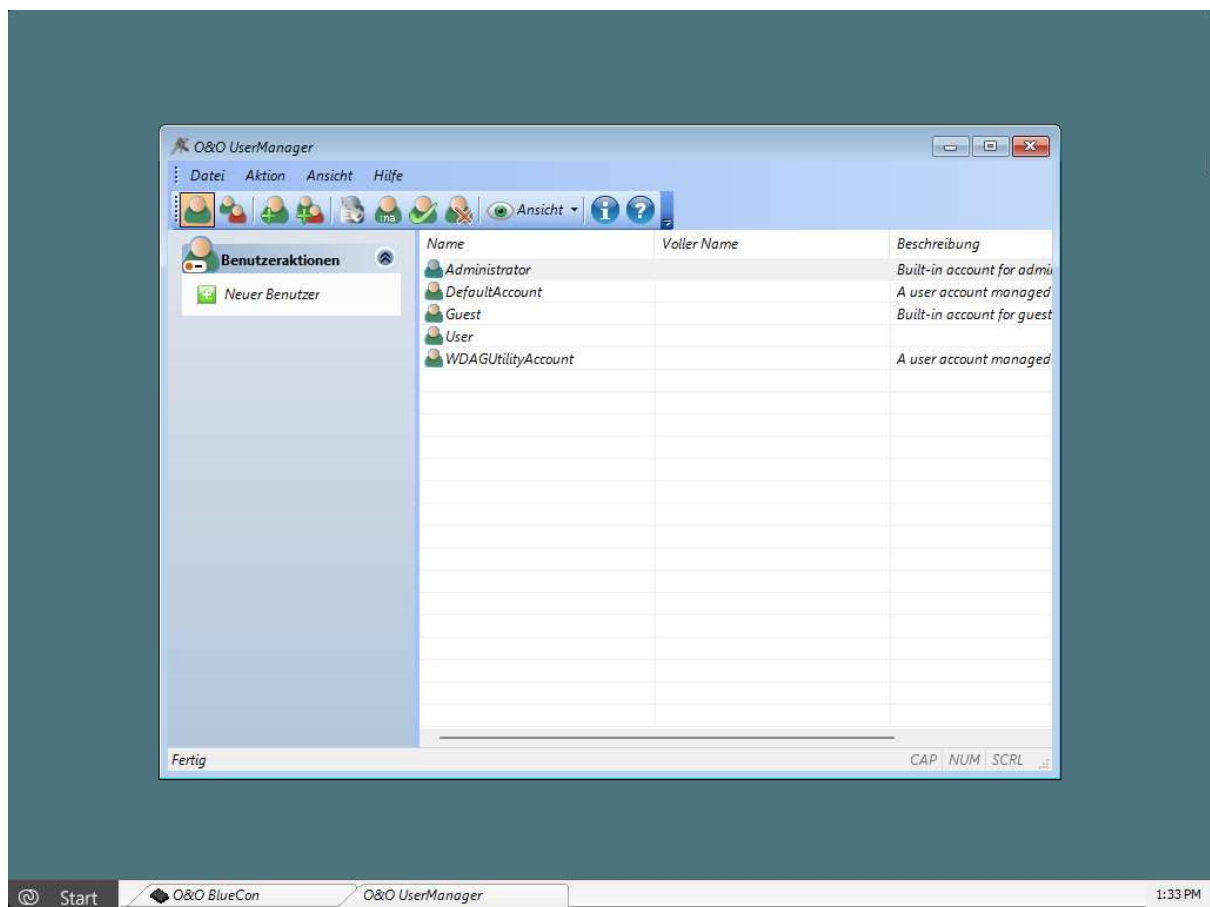 O&O UserManager
Datei Aktion Ansicht Hilfe
ina Ansicht
Benutzeraktionen
Neuer Benutzer
Name Voller Name Beschreibung
Administrator Built-in account for admi
DefaultAccount A user account managed
Guest Built-in account for guest
User
WDAGUtilityAccount A user account managed
Fertig CAP NUM SCRL
Start O&O BlueCon O&O UserManager 1:33 PM